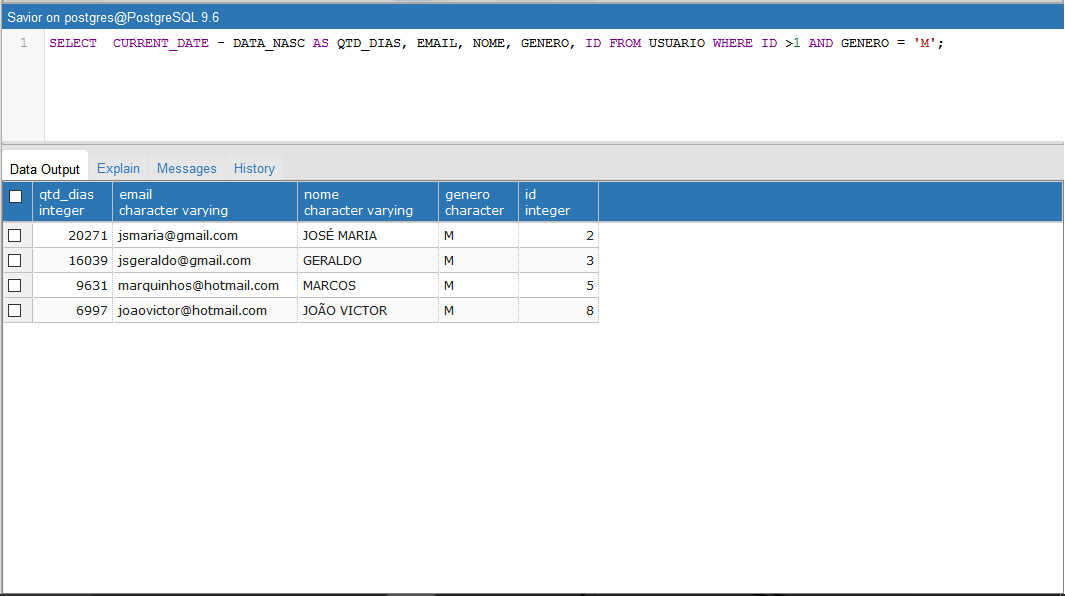 Savior on postgres@PostgreSQL 9.6
1 SELECT  CURRENT_DATE - DATA_NASC AS QTD_DIAS, EMAIL, NOME, GENERO, ID FROM USUARIO WHERE ID >1 AND GENERO = 'M';
Data Output Explain Messages History
qtd_dias email nome genero id
integer character varying character varying character integer
20271 jsmaria@gmail.com JOSÉ MARIA M 2
16039 jsgeraldo@gmail.com GERALDO M 3
9631 marquinhos@hotmail.com MARCOS M 5
6997 joaovictor@hotmail.com JOÃO VICTOR M 8